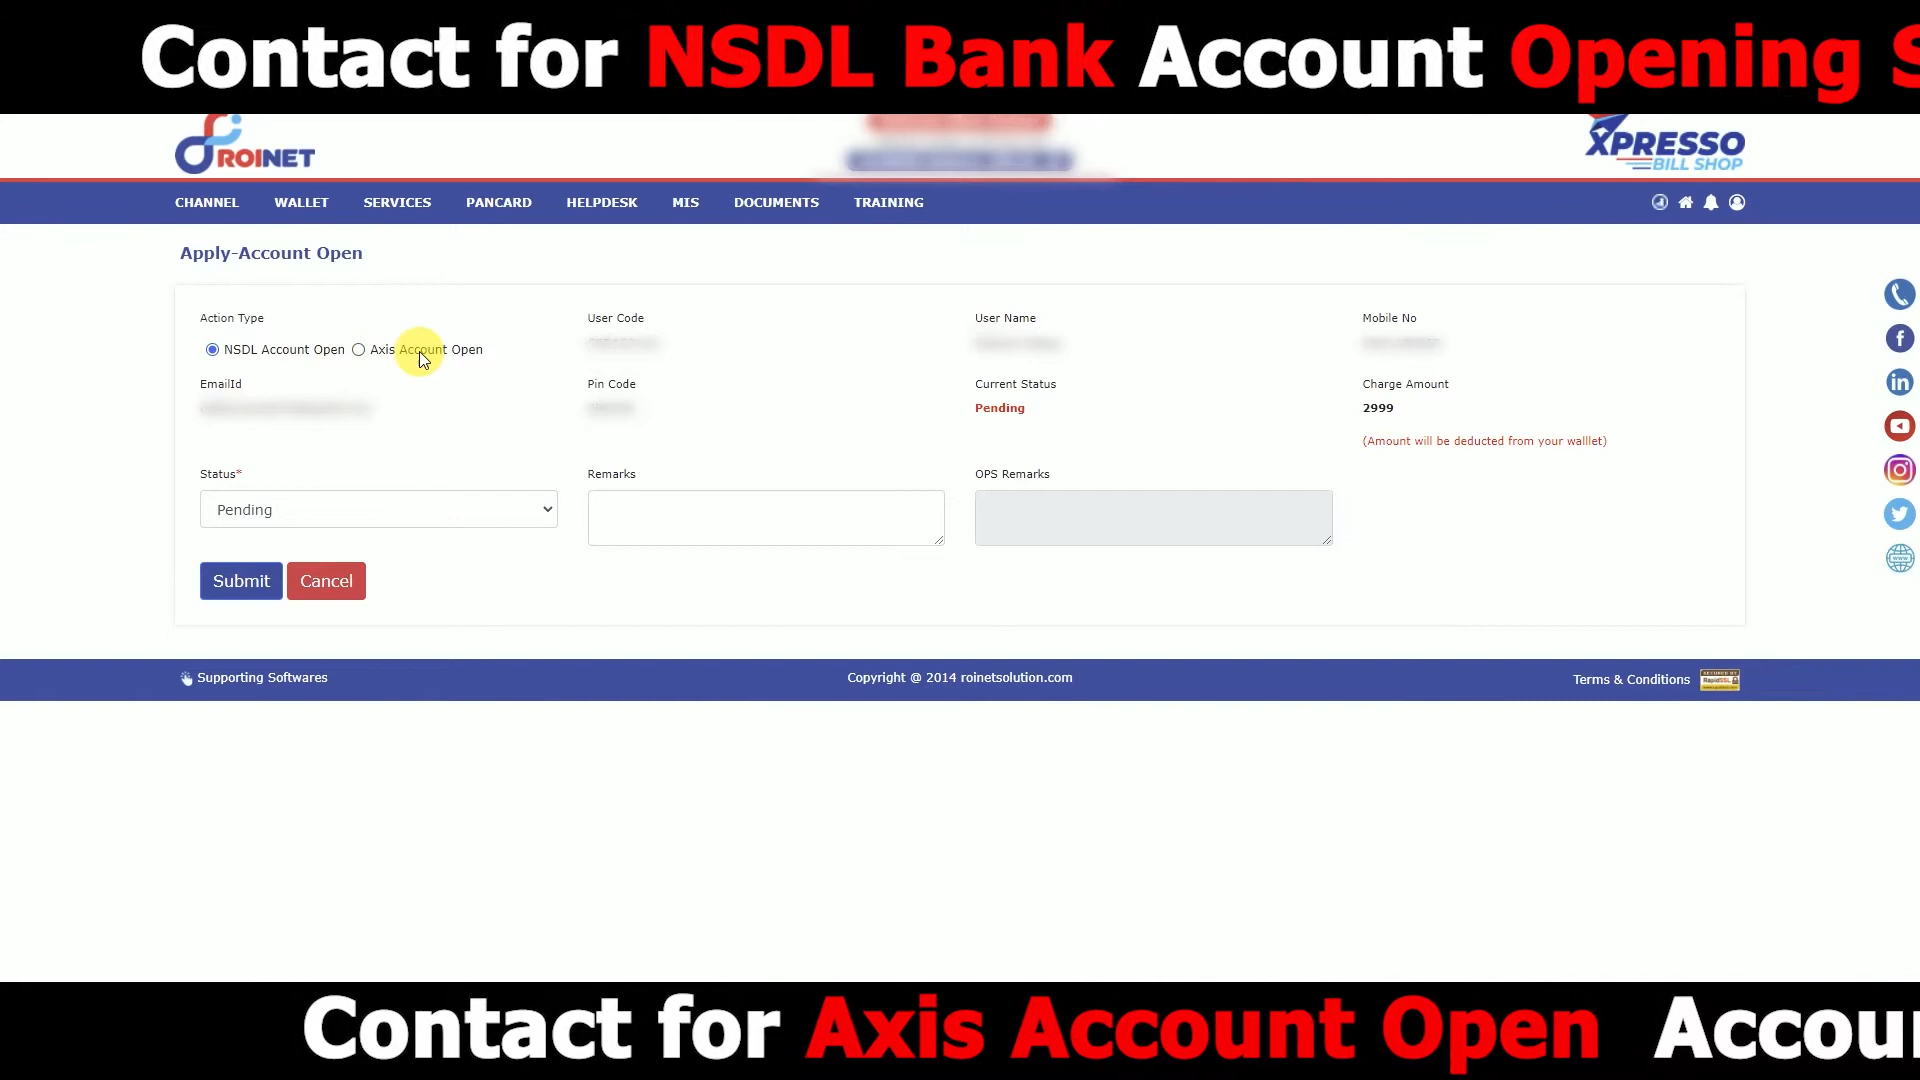 Contact for NSDL Bank Account Opening S
ROINET
XPRESSO
BILL SHOP
CHANNEL WALLET SERVICES PANCARD HELPDESK MIS DOCUMENTS TRAINING
Apply-Account Open
Action Type User Code User Name Mobile No
NSDL Account Open Axis Account Open
EmailId Pin Code Current Status Charge Amount
Pending 2999
(Amount will be deducted from your walllet)
Status* Remarks OPS Remarks
Pending
Submit Cancel
Supporting Softwares Copyright @ 2014 roinetsolution.com Terms & Conditions
Contact for Axis Account Open Accou